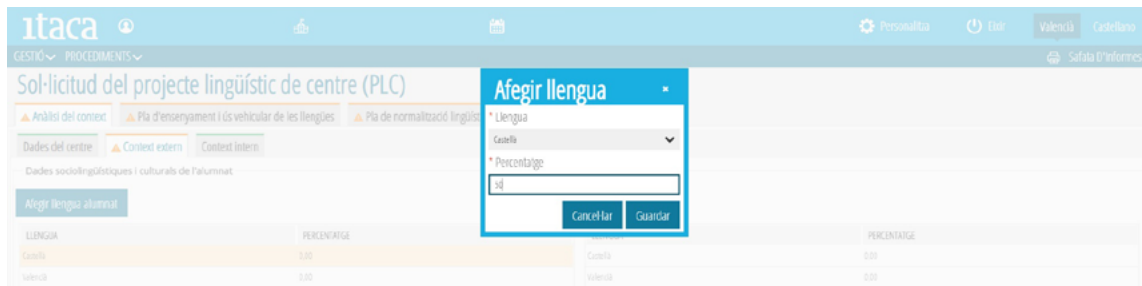 ıtaca
Personalitza
Eixir
Valencià
Castellano
GESTIÓ
PROCEDIMENTS
Safata D'Informes
Sol·licitud del projecte lingüístic de centre (PLC)
Anàlisi del context
Pla d'ensenyament i ús vehicular de les llengües
Pla de normalització lingüíst
Dades del centre
Context extern
Context intern
Dades sociolingüístiques i culturals de l'alumnat
Afegir llengua alumnat
LLENGUA
PERCENTATGE
Castellà
0,00
Valencià
0,00
Afegir llengua
* Llengua
Castellà
* Percentatge
50
Cancel·lar
Guardar
PERCENTATGE
Castellà
0,00
Valencià
0,00